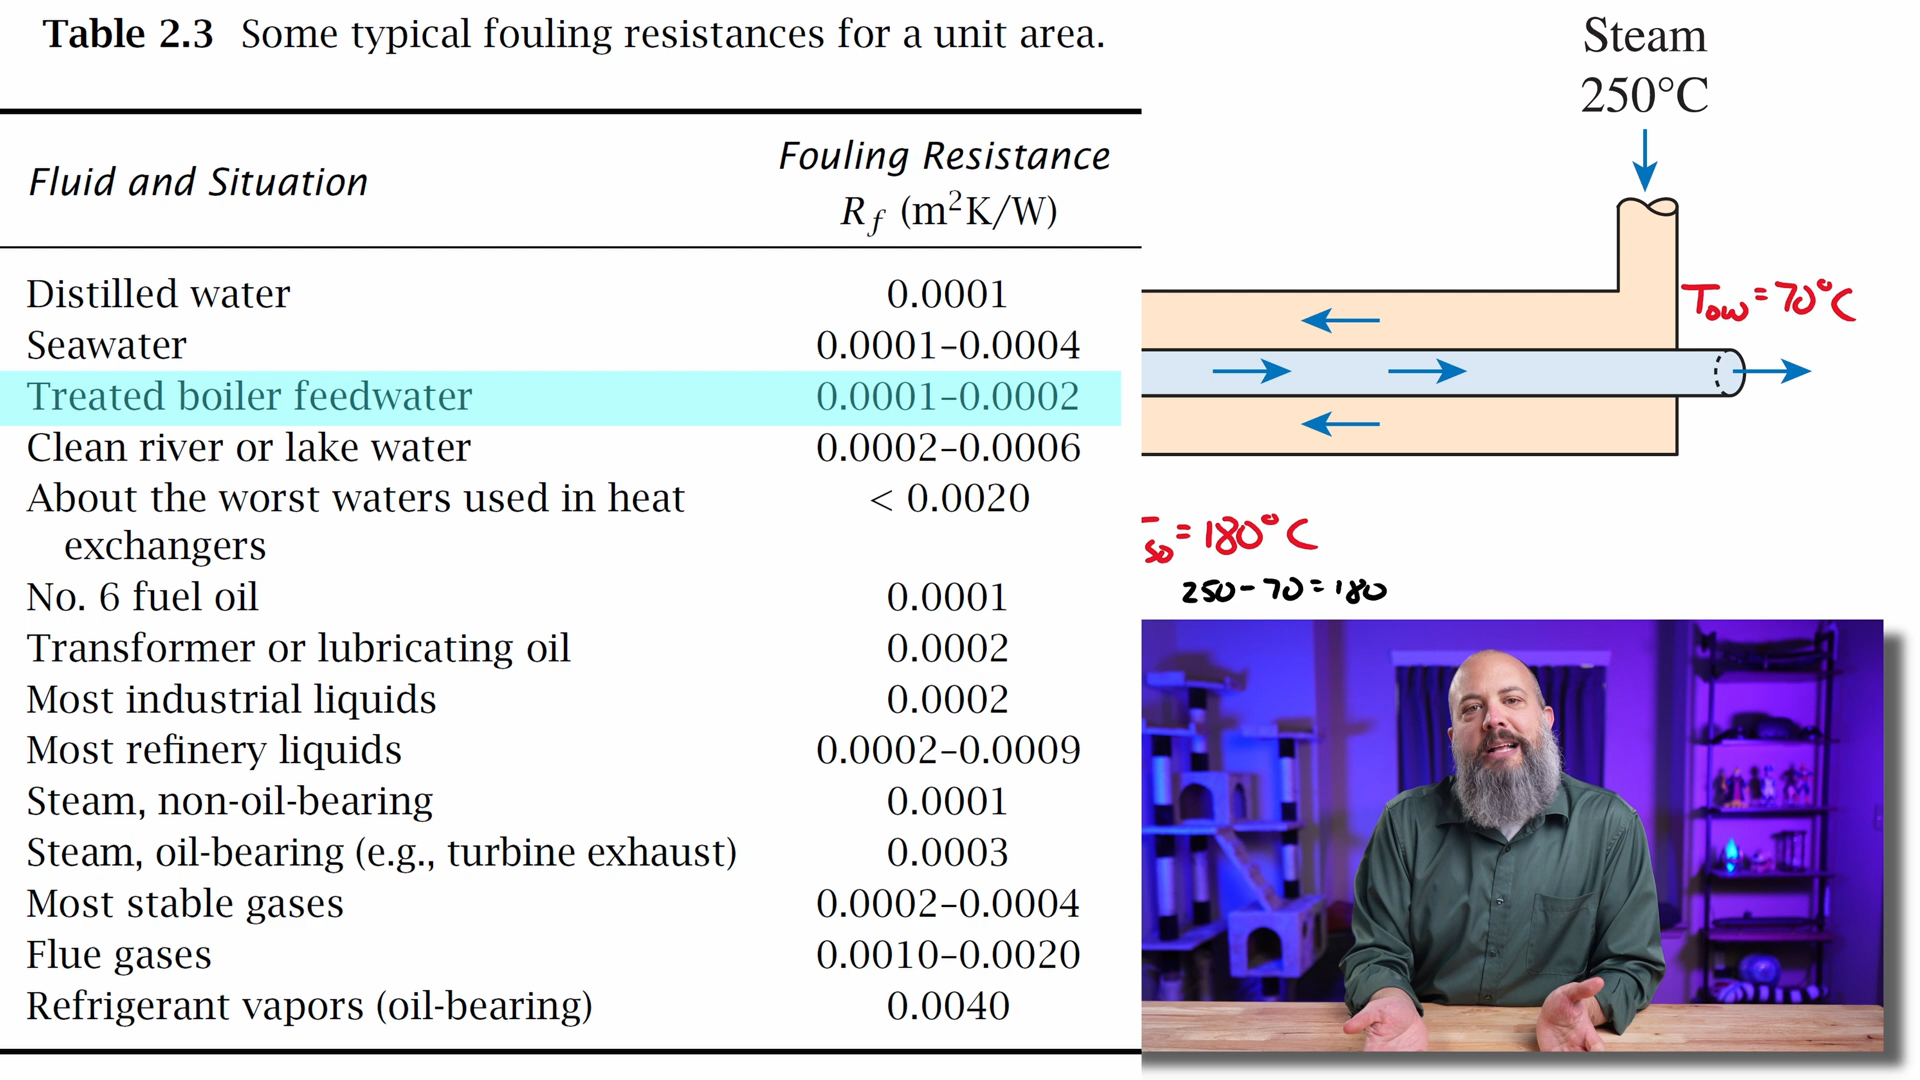 Table 2.3 Some typical fouling resistances for a unit area.
Fluid and Situation
Fouling Resistance
R_f (m²K/W)
Distilled water 0.0001
Seawater 0.0001–0.0004
Treated boiler feedwater 0.0001–0.0002
Clean river or lake water 0.0002–0.0006
About the worst waters used in heat < 0.0020
exchangers
No. 6 fuel oil 0.0001
Transformer or lubricating oil 0.0002
Most industrial liquids 0.0002
Most refinery liquids 0.0002–0.0009
Steam, non-oil-bearing 0.0001
Steam, oil-bearing (e.g., turbine exhaust) 0.0003
Most stable gases 0.0002–0.0004
Flue gases 0.0010–0.0020
Refrigerant vapors (oil-bearing) 0.0040
Steam
250°C
Tow = 70°C
so = 180°C
250 - 70 = 180